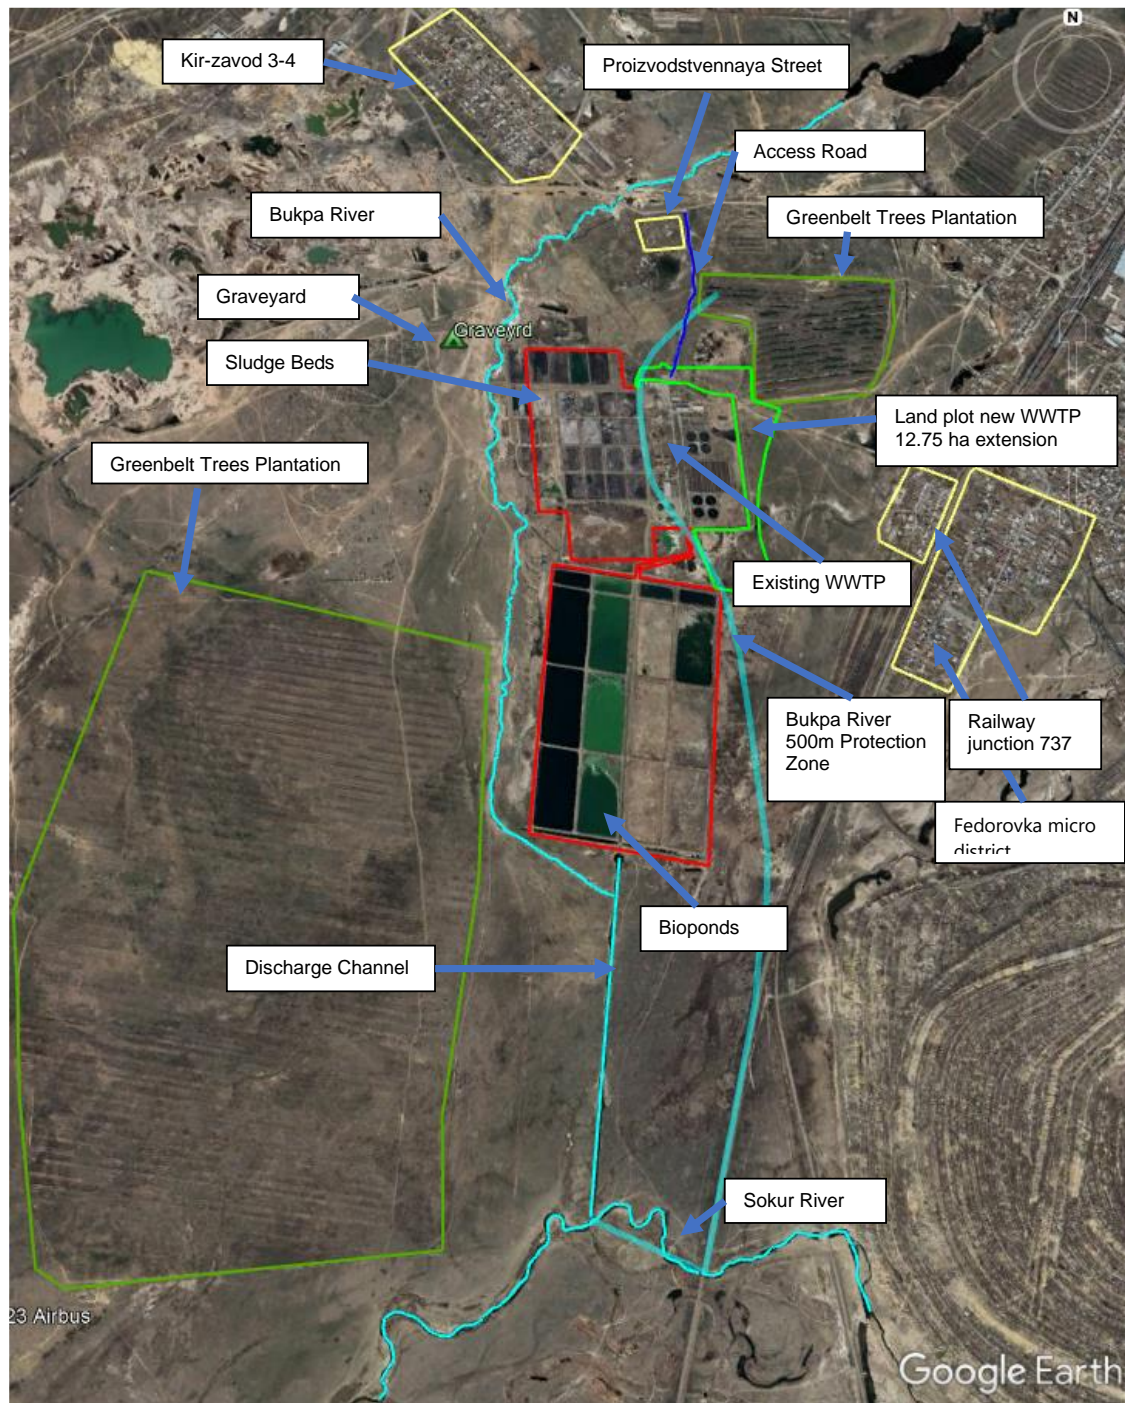 N
Kir-zavod 3-4
Proizvodstvennaya Street
Access Road
Bukpa River
Greenbelt Trees Plantation
Graveyard
Graveyrd
Sludge Beds
Land plot new WWTP
12.75 ha extension
Greenbelt Trees Plantation
Existing WWTP
Bukpa River
500m Protection
Zone
Railway
junction 737
Fedorovka micro
district
Bioponds
Discharge Channel
Sokur River
23 Airbus
Google Earth